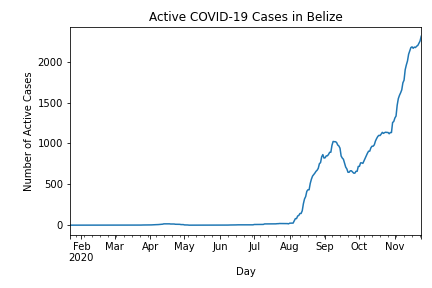 Active COVID-19 Cases in Belize
Number of Active Cases
2000
1500
1000
500
0
Feb Mar Apr May Jun Jul Aug Sep Oct Nov
2020
Day